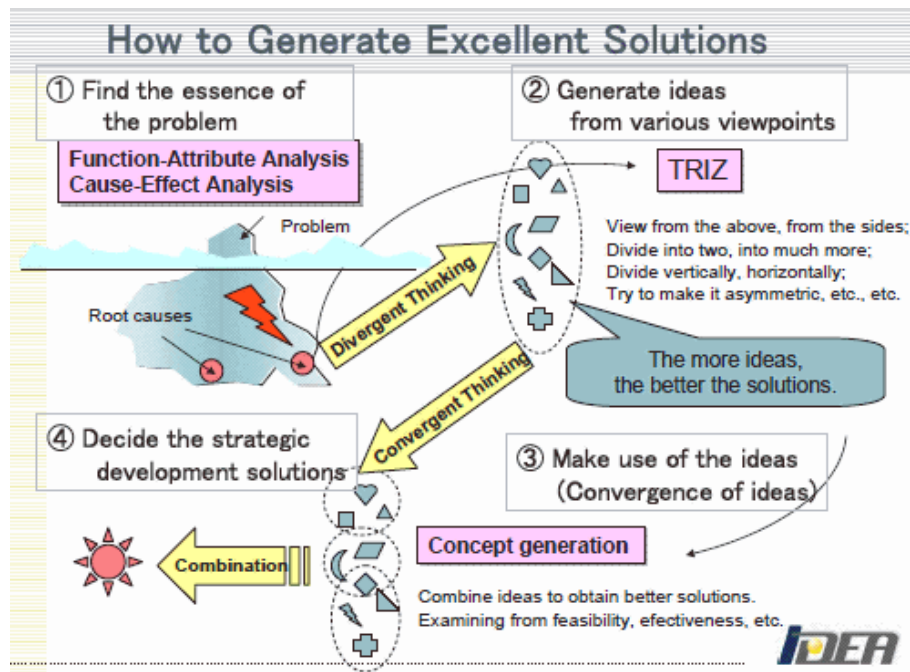 How to Generate Excellent Solutions
① Find the essence of
the problem
Function-Attribute Analysis
Cause-Effect Analysis
Problem
Root causes
Divergent Thinking
② Generate ideas
from various viewpoints
TRIZ
View from the above, from the sides;
Divide into two, into much more;
Divide vertically, horizontally;
Try to make it asymmetric, etc., etc.
The more ideas,
the better the solutions.
Convergent Thinking
③ Make use of the ideas
(Convergence of ideas)
Concept generation
Combine ideas to obtain better solutions.
Examining from feasibility, efectiveness, etc.
④ Decide the strategic
development solutions
Combination
IDEA